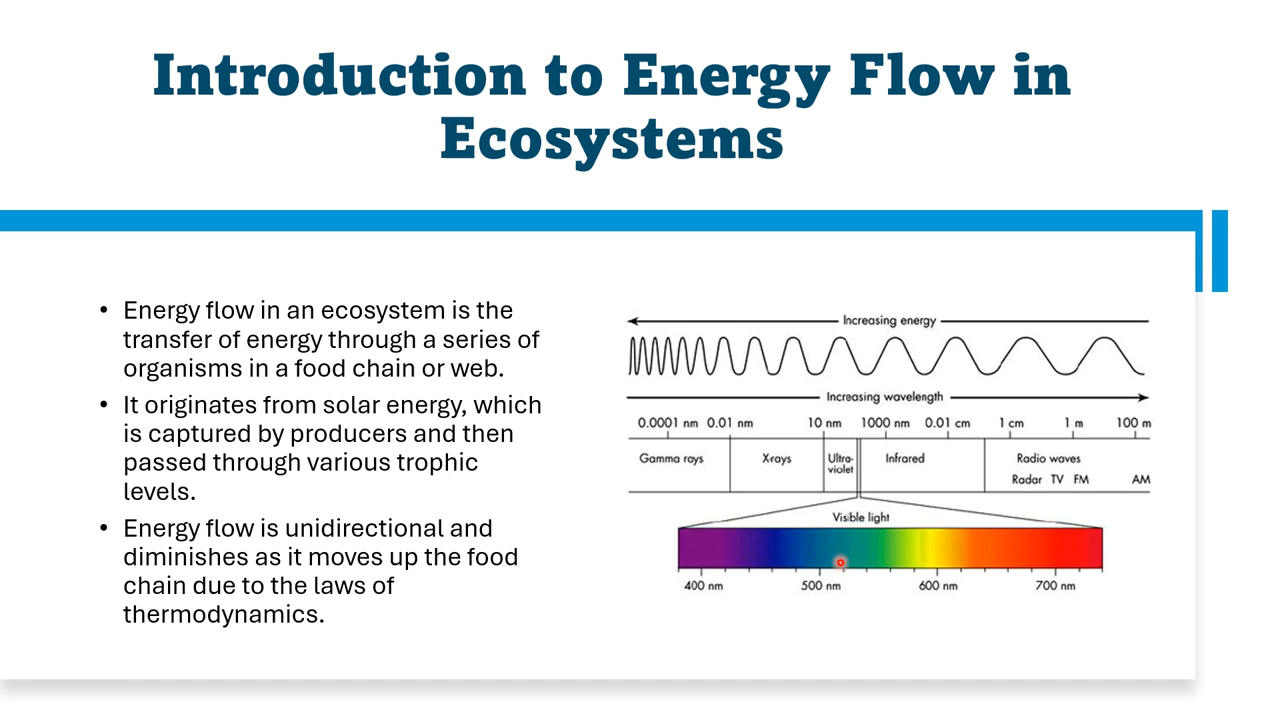 Introduction to Energy Flow in
Ecosystems
• Energy flow in an ecosystem is the
transfer of energy through a series of
organisms in a food chain or web.
• It originates from solar energy, which
is captured by producers and then
passed through various trophic
levels.
• Energy flow is unidirectional and
diminishes as it moves up the food
chain due to the laws of
thermodynamics.
Increasing energy
Increasing wavelength
0.0001 nm 0.01 nm 10 nm 1000 nm 0.01 cm 1 cm 1 m 100 m
Gamma rays X-rays Ultra- Infrared Radio waves
violet
Radar TV FM AM
Visible light
400 nm 500 nm 600 nm 700 nm